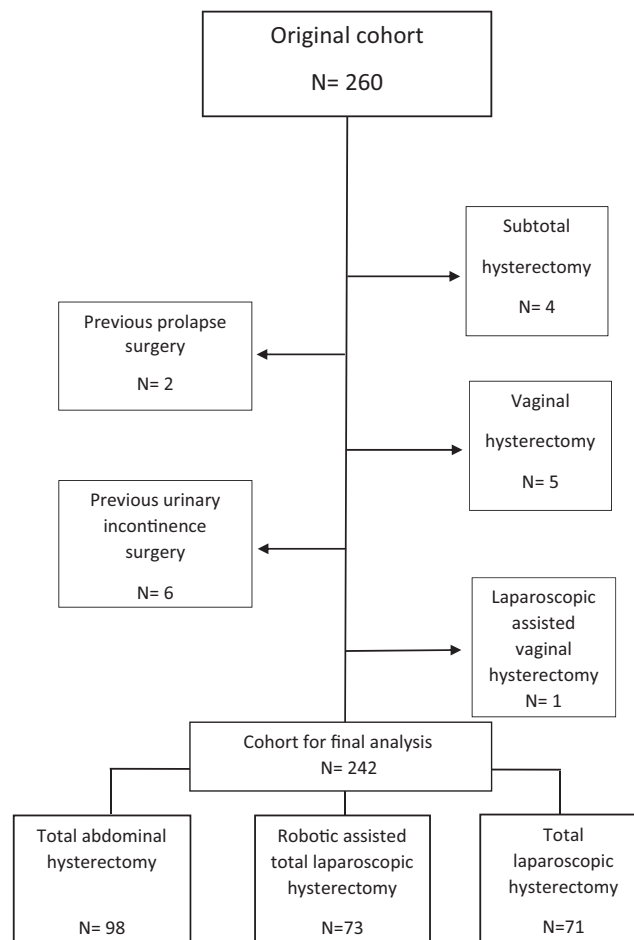 Original cohort
N= 260
Subtotal
hysterectomy
N= 4
Previous prolapse
surgery
N= 2
Vaginal
hysterectomy
N= 5
Previous urinary
incontinence
surgery
N= 6
Laparoscopic
assisted
vaginal
hysterectomy
N= 1
Cohort for final analysis
N= 242
Total abdominal
hysterectomy
N= 98
Robotic assisted
total laparoscopic
hysterectomy
N=73
Total
laparoscopic
hysterectomy
N=71